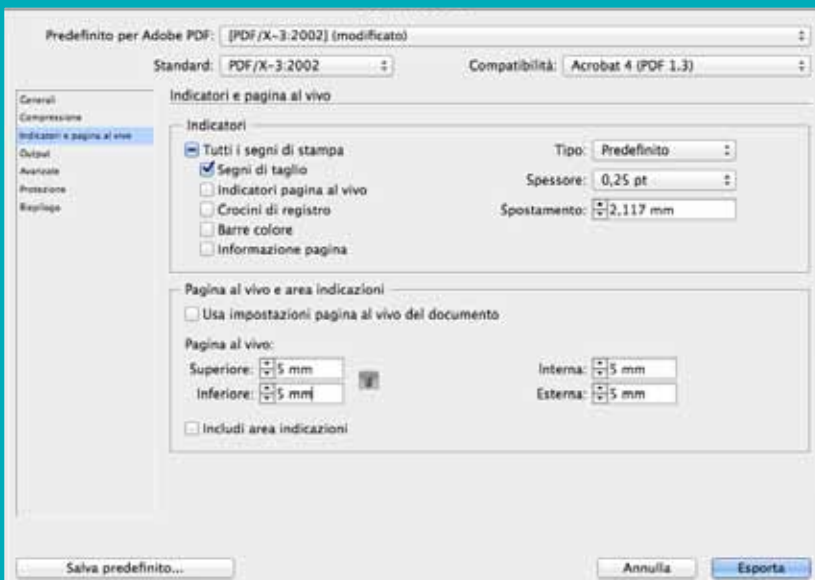 Predefinito per Adobe PDF: [PDF/X-3:2002] (modificato)
Standard: PDF/X-3:2002 Compatibilità: Acrobat 4 (PDF 1.3)
Generali
Compressione
Indicatori e pagina al vivo
Output
Avanzate
Protezione
Riepilogo
Indicatori e pagina al vivo
Indicatori
Tutti i segni di stampa
Segni di taglio
Indicatori pagina al vivo
Crocini di registro
Barre colore
Informazione pagina
Tipo: Predefinito
Spessore: 0,25 pt
Spostamento: 2,117 mm
Pagina al vivo e area indicazioni
Usa impostazioni pagina al vivo del documento
Pagina al vivo:
Superiore: 5 mm Interna: 5 mm
Inferiore: 5 mm Esterna: 5 mm
Includi area indicazioni
Salva predefinito... Annulla Esporta